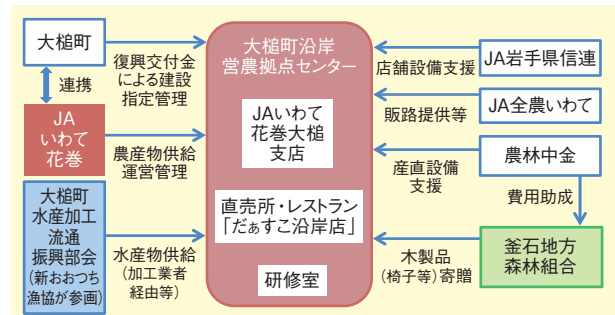 大槌町
連携
JA
いわて
花巻
大槌町
水産加工
流通
振興部会
(新おおつち
漁協が参画)
復興交付金
による建設
指定管理
農産物供給
運営管理
水産物供給
(加工業者
経由等)
大槌町沿岸
営農拠点センター
JAいわて
花巻大槌
支店
直売所・レストラン
「だぁすこ沿岸店」
研修室
店舗設備支援
販路提供等
産直設備
支援
木製品
(椅子等)寄贈
JA岩手県信連
JA全農いわて
農林中金
費用助成
釜石地方
森林組合